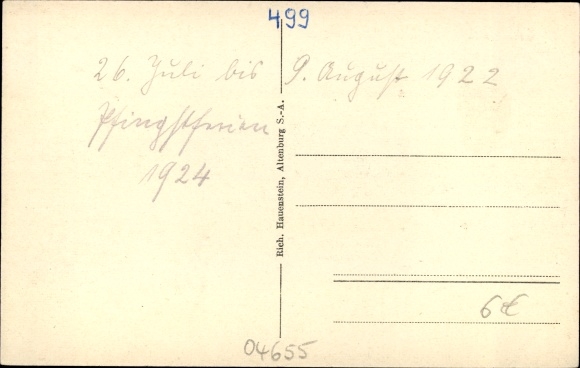 499
26. Juli bis 9. August 1922
Pfingstferien
1924
Rich. Hauenstein, Altenburg S.-A.
6€
04655